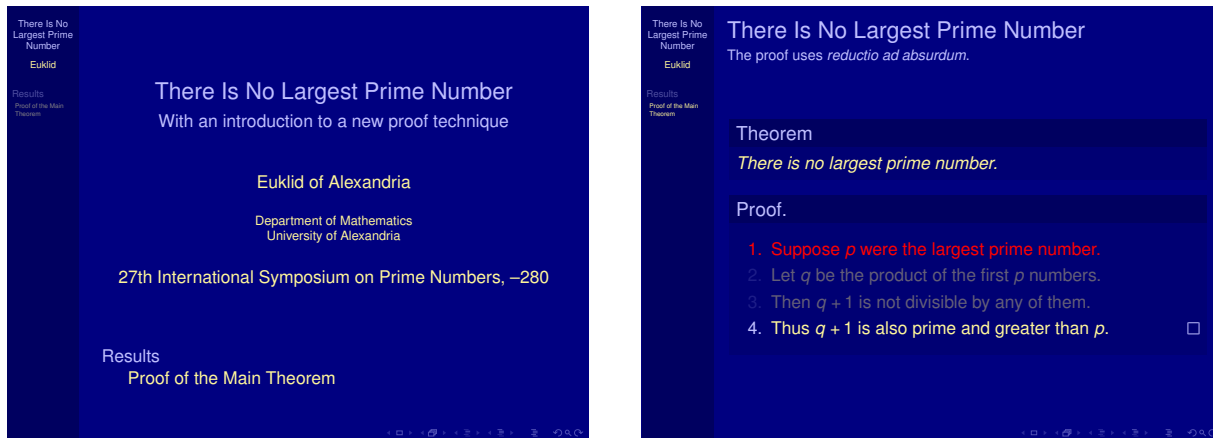 There Is No
Largest Prime
Number
Euklid
Results
Proof of the Main
Theorem
There Is No Largest Prime Number
With an introduction to a new proof technique
Euklid of Alexandria
Department of Mathematics
University of Alexandria
27th International Symposium on Prime Numbers, –280
Results
Proof of the Main Theorem
There Is No
Largest Prime
Number
Euklid
Results
Proof of the Main
Theorem
There Is No Largest Prime Number
The proof uses reductio ad absurdum.
Theorem
There is no largest prime number.
Proof.
1. Suppose p were the largest prime number.
2. Let q be the product of the first p numbers.
3. Then q + 1 is not divisible by any of them.
4. Thus q + 1 is also prime and greater than p. □